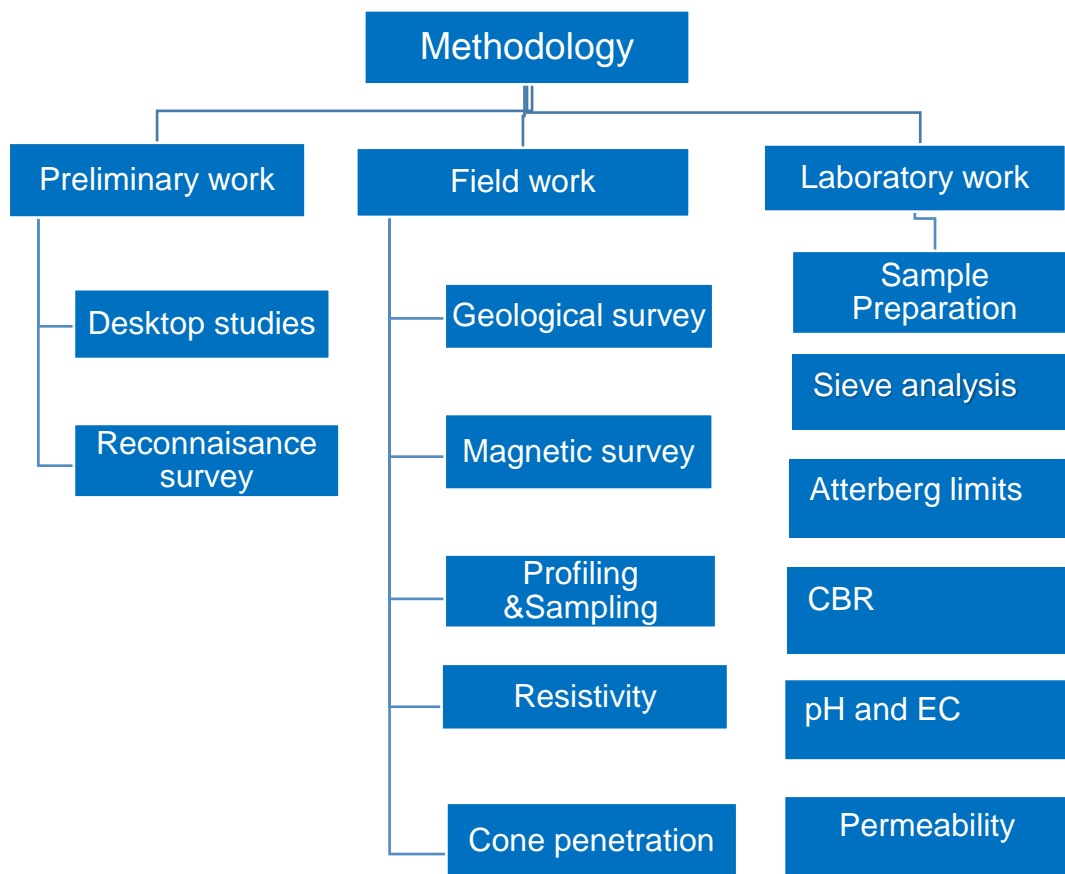 Methodology
Preliminary work
Desktop studies
Reconnaisance
survey
Field work
Geological survey
Magnetic survey
Profiling
&Sampling
Resistivity
Cone penetration
Laboratory work
Sample
Preparation
Sieve analysis
Atterberg limits
CBR
pH and EC
Permeability